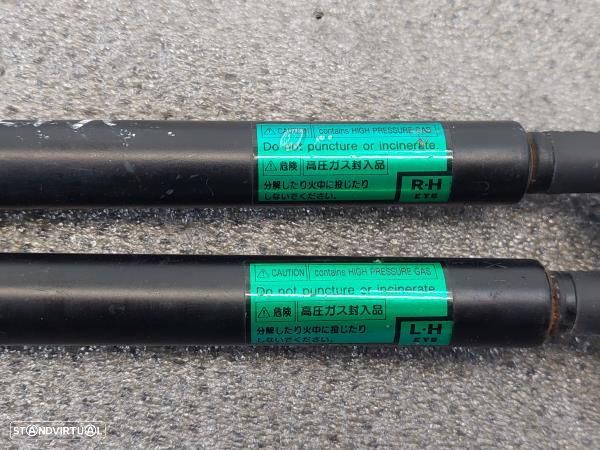 ⚠ CAUTION contains HIGH PRESSURE GAS
Do not puncture or incinerate
⚠ 危険 高圧ガス封入品
分解したり火中に投じたり
しないでください。
R·H
⚠ CAUTION contains HIGH PRESSURE GAS
Do not puncture or incinerate
⚠ 危険 高圧ガス封入品
分解したり火中に投じたり
しないでください。
L·H
STANDVIRTUAL